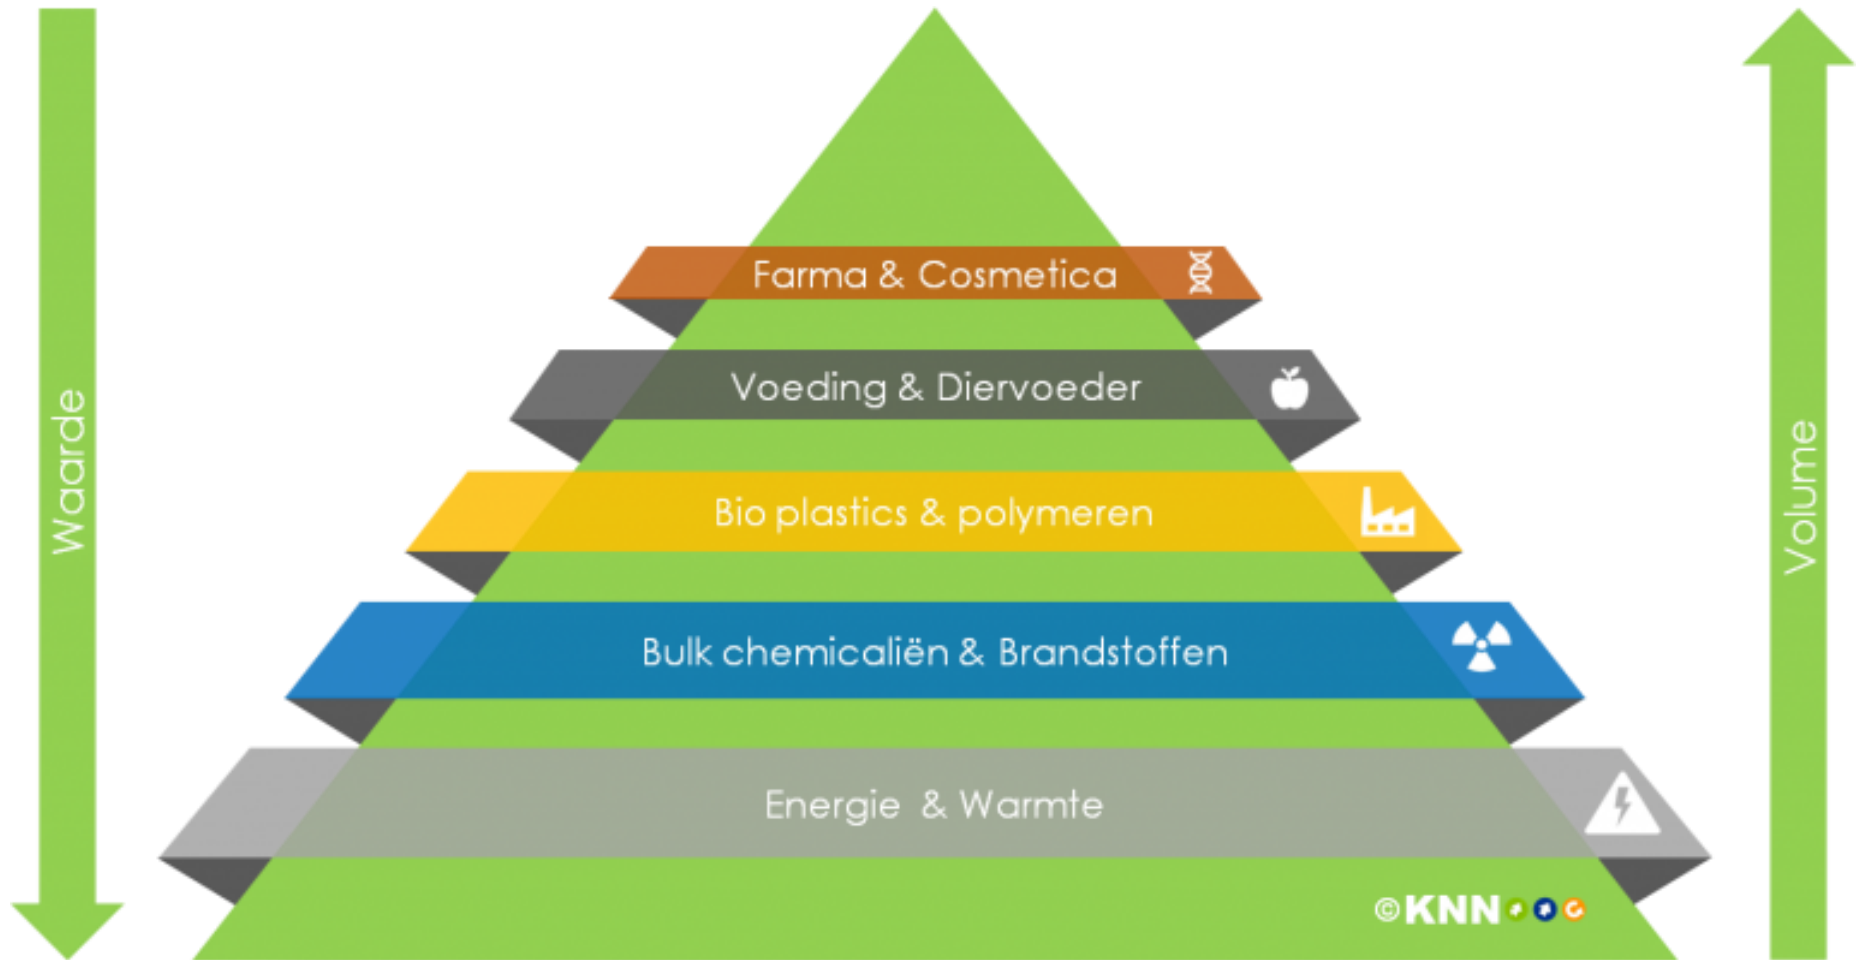 Waarde
Farma & Cosmetica
Voeding & Diervoeder
Bio plastics & polymeren
Bulk chemicaliën & Brandstoffen
Energie & Warmte
Volume
©KNN